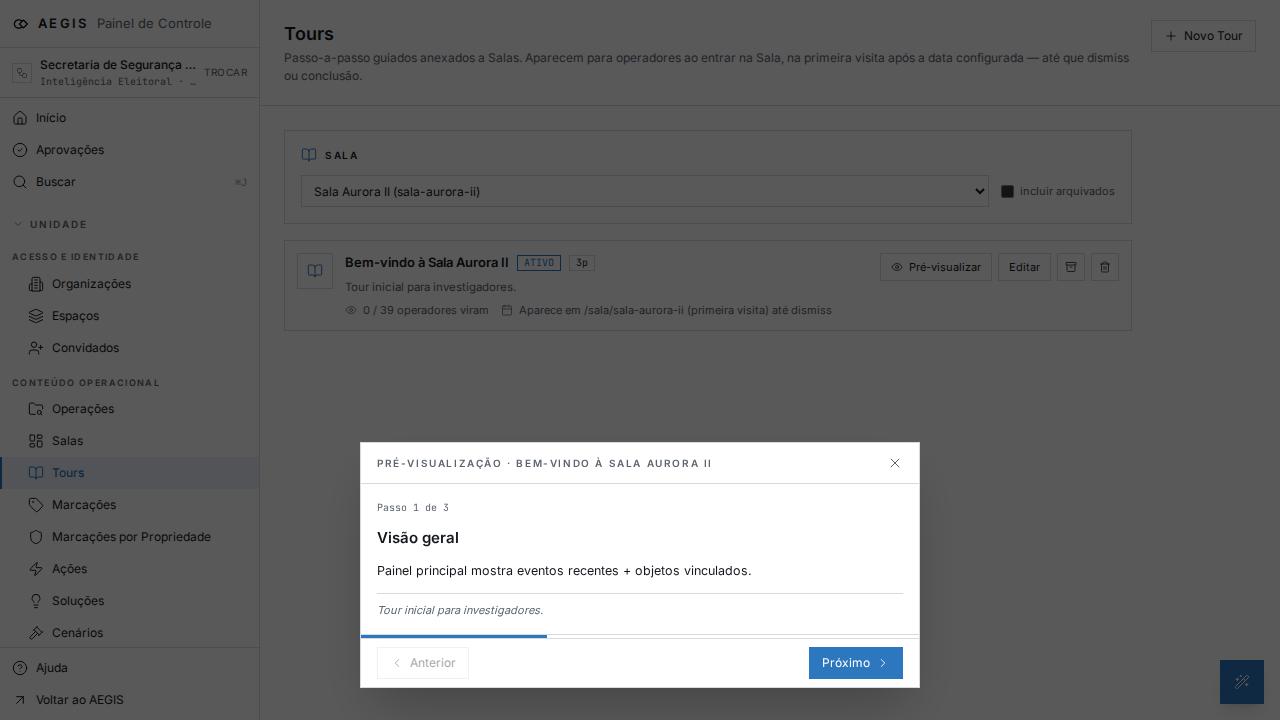 AEGIS Painel de Controle
Secretaria de Segurança ...
Inteligência Eleitoral · …
TROCAR
Início
Aprovações
Buscar
⌘J
UNIDADE
ACESSO E IDENTIDADE
Organizações
Espaços
Convidados
CONTEÚDO OPERACIONAL
Operações
Salas
Tours
Marcações
Marcações por Propriedade
Ações
Soluções
Cenários
Ajuda
Voltar ao AEGIS
Tours
Passo-a-passo guiados anexados a Salas. Aparecem para operadores ao entrar na Sala, na primeira visita após a data configurada — até que dismiss
ou conclusão.
Novo Tour
SALA
Sala Aurora II (sala-aurora-ii)
incluir arquivados
Bem-vindo à Sala Aurora II ATIVO 3p
Tour inicial para investigadores.
0 / 39 operadores viram Aparece em /sala/sala-aurora-ii (primeira visita) até dismiss
Pré-visualizar
Editar
PRÉ-VISUALIZAÇÃO · BEM-VINDO À SALA AURORA II
Passo 1 de 3
Visão geral
Painel principal mostra eventos recentes + objetos vinculados.
Tour inicial para investigadores.
Anterior
Próximo